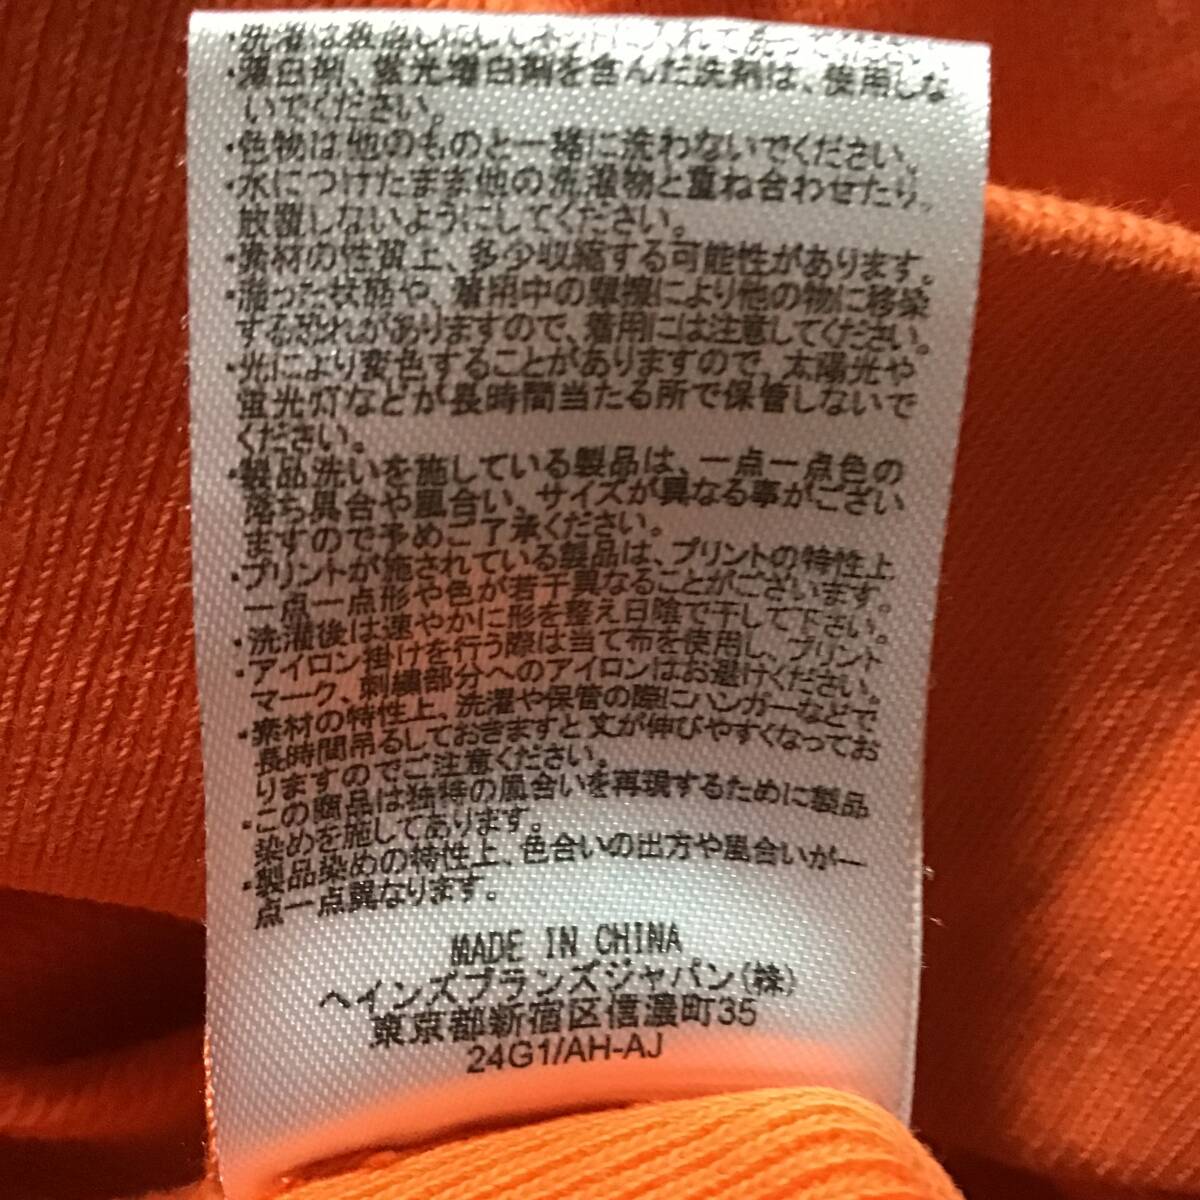 ・洗濯は
・漂白剤、蛍光増白剤を含んだ洗剤は、使用しな
いでください。
・色物は他のものと一緒に洗わないでください。
・水につけたまま他の洗濯物と重ね合わせたり、
放置しないようにしてください。
・素材の性質上、多少収縮する可能性があります。
・湿った状態や、着用中の摩擦により他の物に移染
する恐れがありますので、着用には注意してください。
・光により変色することがありますので、太陽光や
蛍光灯などが長時間当たる所で保管しないで
ください。
・製品洗いを施している製品は、一点一点色の
落ち具合や風合い、サイズが異なる事がござい
ますので予めご了承ください。
・プリントが施されている製品は、プリントの特性上
一点一点形や色が若干異なることがございます。
・洗濯後は速やかに形を整え日陰で干して下さい。
・アイロン掛けを行う際は当て布を使用し、プリント
マーク、刺繍部分へのアイロンはお避けください。
・素材の特性上、洗濯や保管の際にハンガーなどで
長時間吊るしておきますと丈が伸びやすくなってお
りますのでご注意ください。
・この商品は独特の風合いを再現するために製品
染めを施してあります。
・製品染めの特性上、色合いの出方や風合いが一
点一点異なります。
MADE IN CHINA
ヘインズブランズジャパン(株)
東京都新宿区信濃町35
24G1/AH-AJ